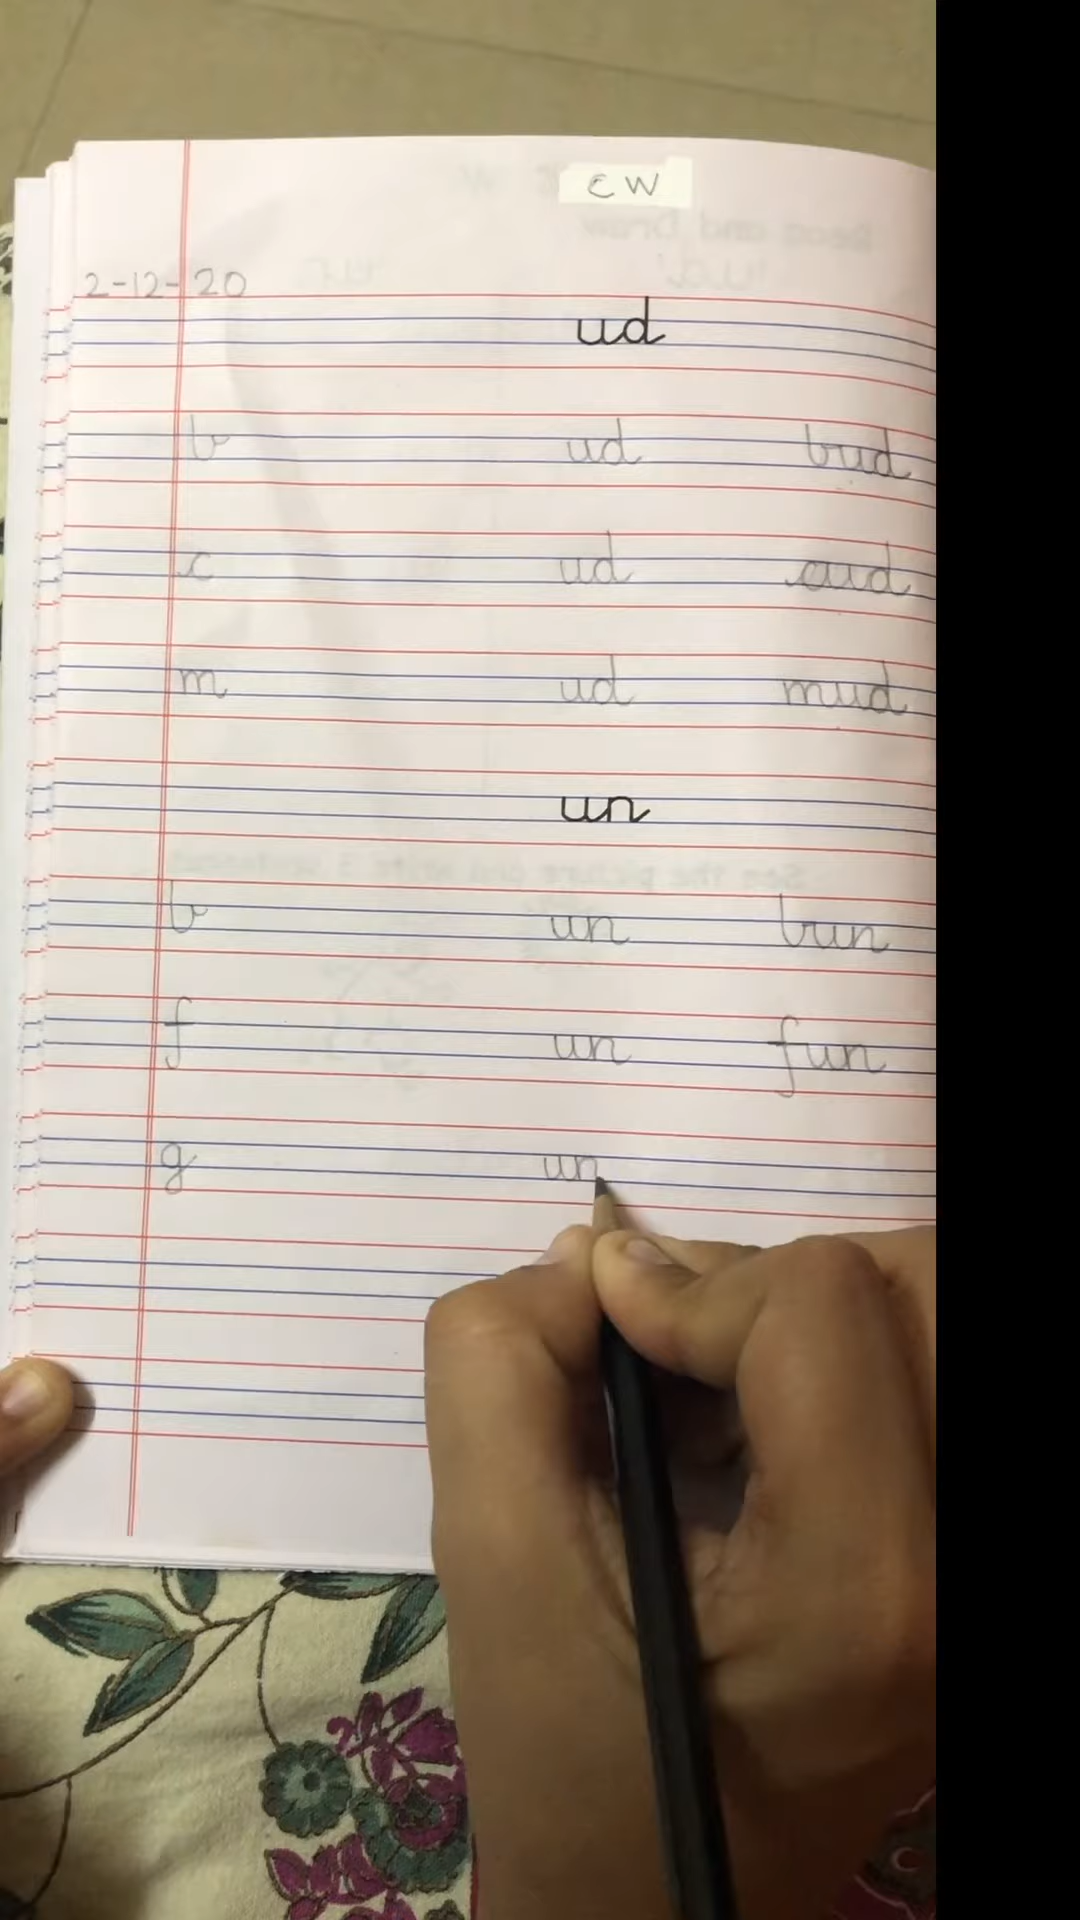 CW
2-12-20
ud
b ud bud
c ud cud
m ud mud
un
b un bun
f un fun
g un